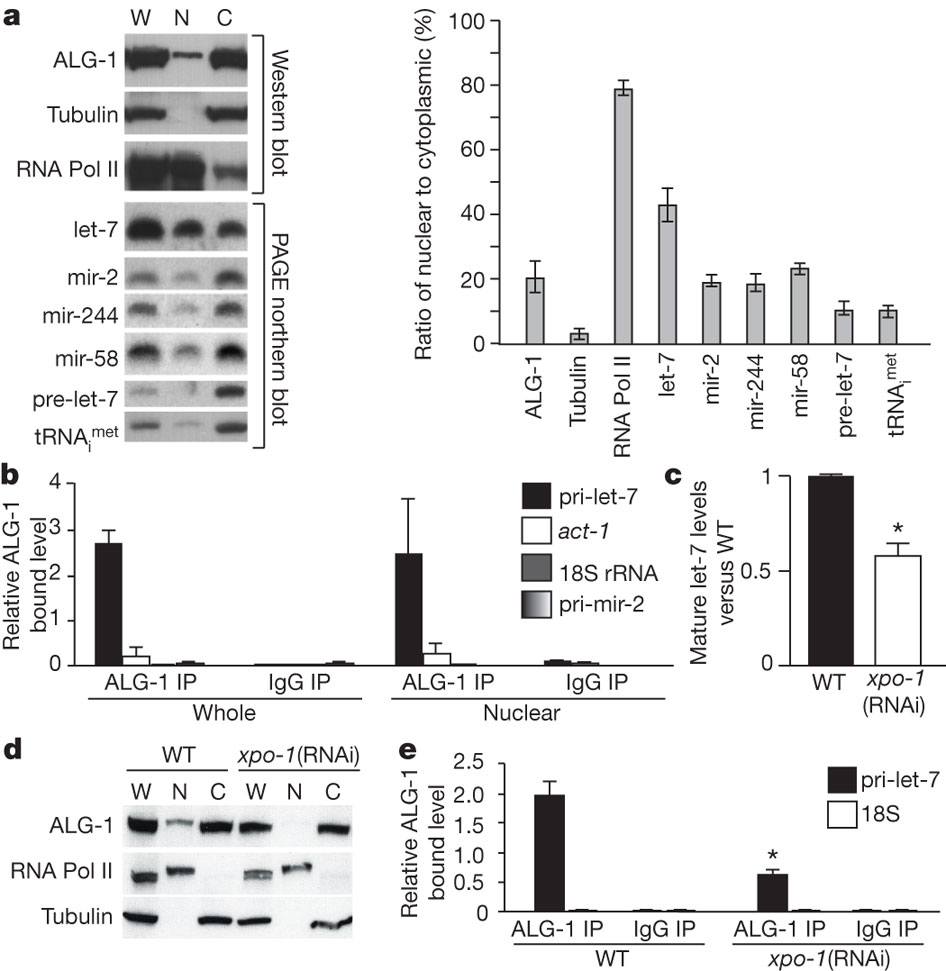 a
W N C
ALG-1
Tubulin
RNA Pol II
Western blot
let-7
mir-2
mir-244
mir-58
pre-let-7
tRNAi^met
PAGE northern blot
Ratio of nuclear to cytoplasmic (%)
100
80
60
40
20
0
ALG-1
Tubulin
RNA Pol II
let-7
mir-2
mir-244
mir-58
pre-let-7
tRNAi^met
b
Relative ALG-1
bound level
4
3
2
1
0
pri-let-7
act-1
18S rRNA
pri-mir-2
ALG-1 IP IgG IP ALG-1 IP IgG IP
Whole Nuclear
c
Mature let-7 levels
versus WT
1
0.5
0
*
WT xpo-1
(RNAi)
d
WT xpo-1(RNAi)
W N C W N C
ALG-1
RNA Pol II
Tubulin
e
Relative ALG-1
bound level
2.5
2.0
1.5
1.0
0.5
0
pri-let-7
18S
*
ALG-1 IP IgG IP ALG-1 IP IgG IP
WT xpo-1(RNAi)